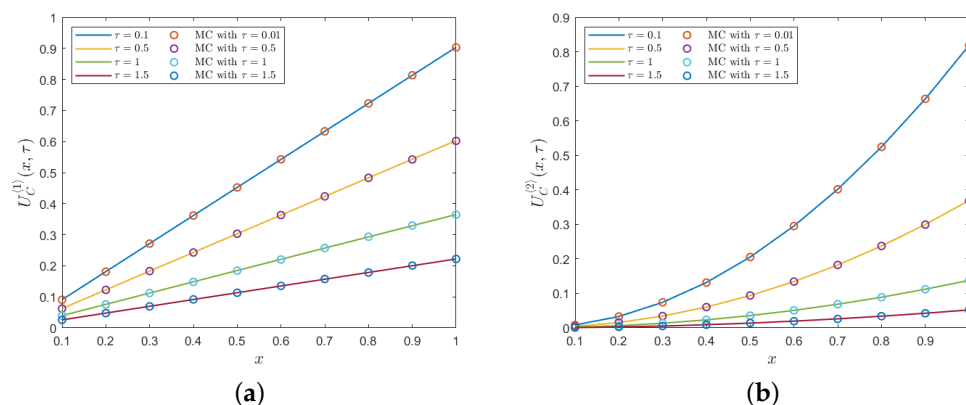 1
0.9
0.8
0.7
0.6
0.5
0.4
0.3
0.2
0.1
0
U_C^{⟨1⟩}(x, τ)
τ = 0.1 MC with τ = 0.01
τ = 0.5 MC with τ = 0.5
τ = 1 MC with τ = 1
τ = 1.5 MC with τ = 1.5
0.1 0.2 0.3 0.4 0.5 0.6 0.7 0.8 0.9 1
x
(a)
0.9
0.8
0.7
0.6
0.5
0.4
0.3
0.2
0.1
0
U_C^{⟨2⟩}(x, τ)
τ = 0.1 MC with τ = 0.01
τ = 0.5 MC with τ = 0.5
τ = 1 MC with τ = 1
τ = 1.5 MC with τ = 1.5
0.1 0.2 0.3 0.4 0.5 0.6 0.7 0.8 0.9
x
(b)